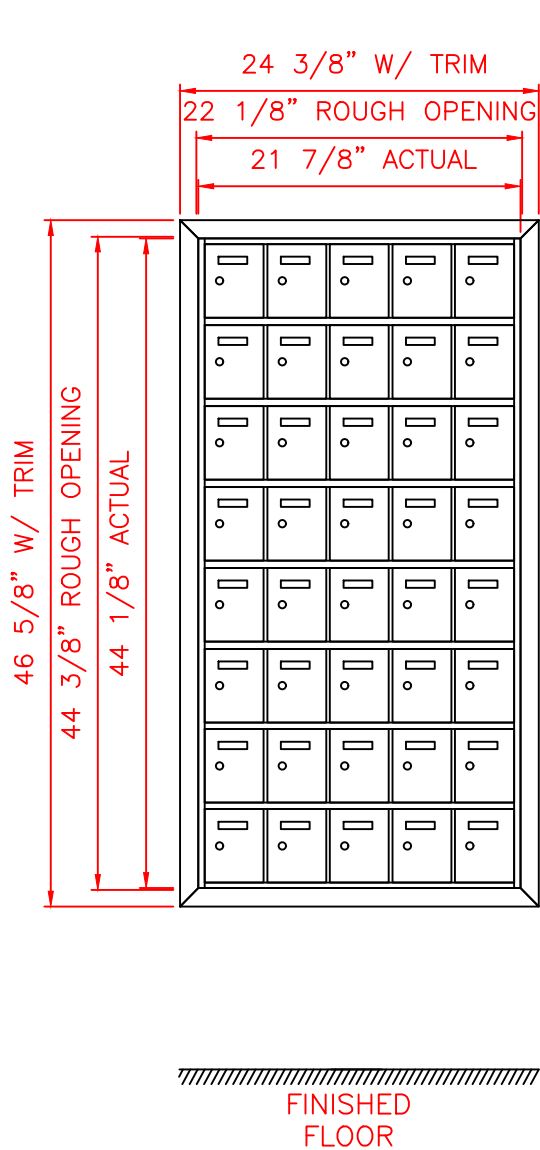 24 3/8” W/ TRIM
22 1/8” ROUGH OPENING
21 7/8” ACTUAL
46 5/8” W/ TRIM
44 3/8” ROUGH OPENING
44 1/8” ACTUAL
FINISHED
FLOOR